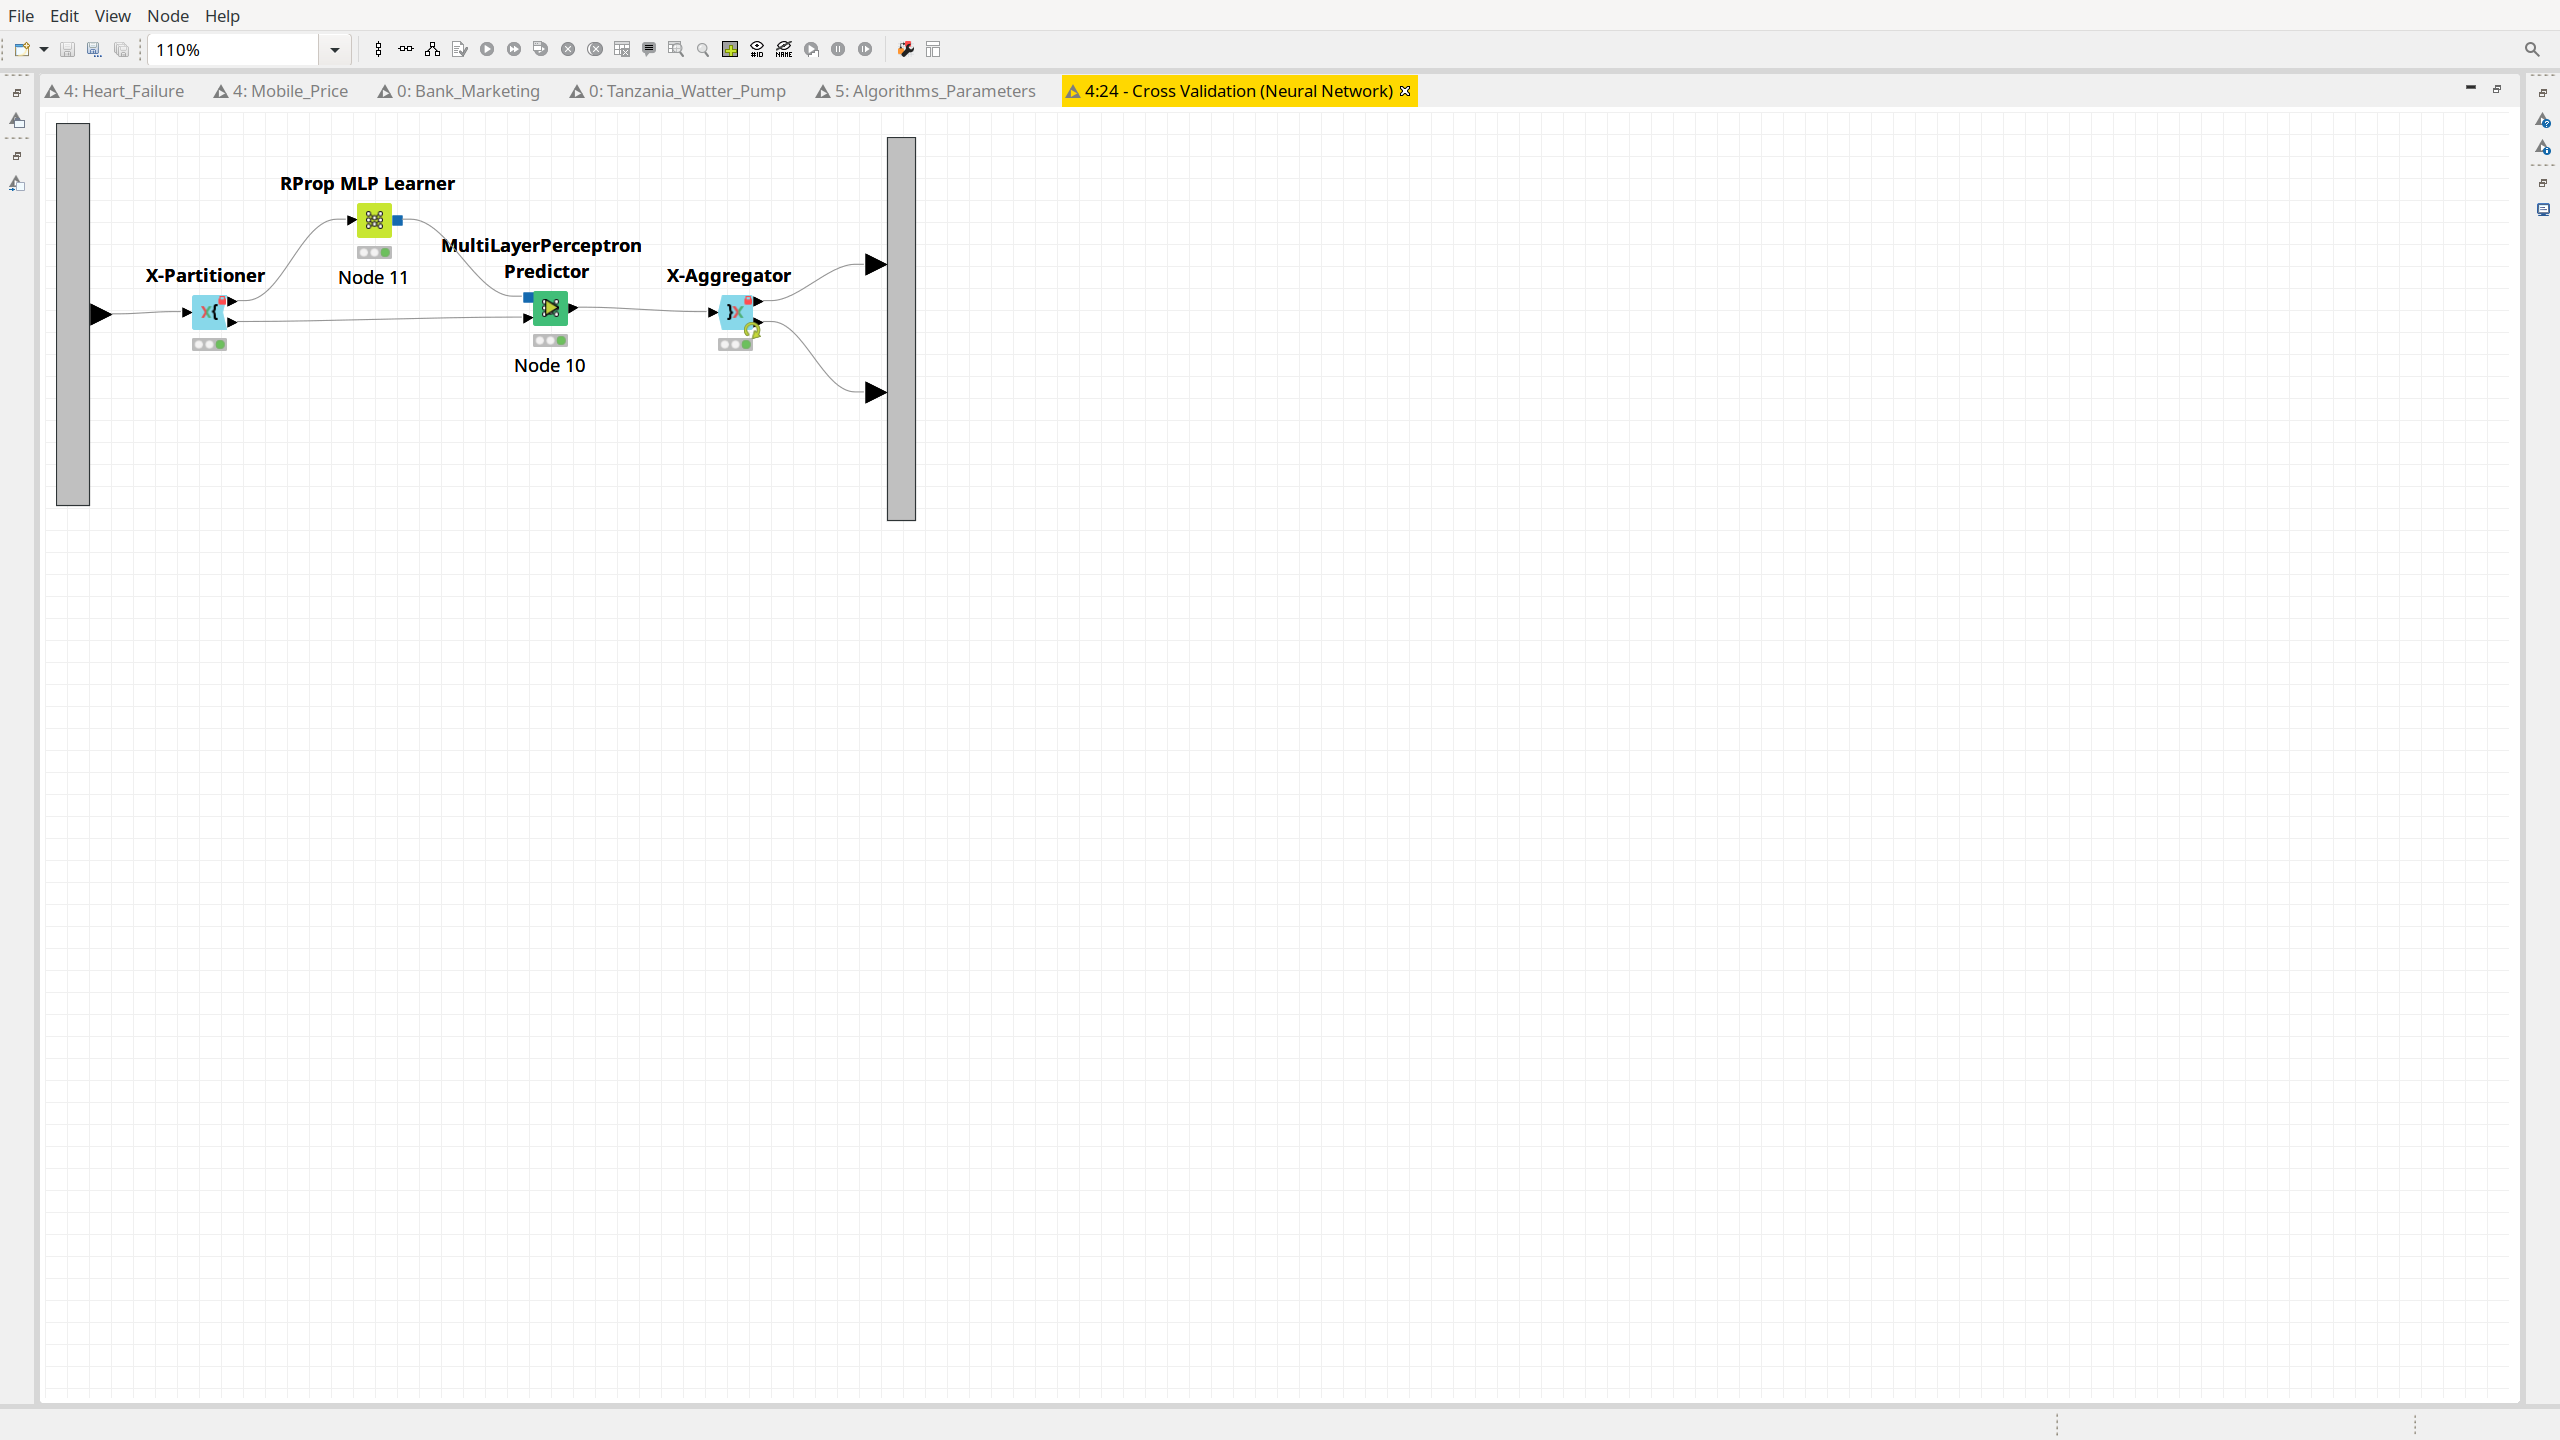 File Edit View Node Help
110%
4: Heart_Failure 4: Mobile_Price 0: Bank_Marketing 0: Tanzania_Watter_Pump 5: Algorithms_Parameters 4:24 - Cross Validation (Neural Network)
RProp MLP Learner
Node 11
MultiLayerPerceptron
Predictor
Node 10
X-Partitioner
X-Aggregator